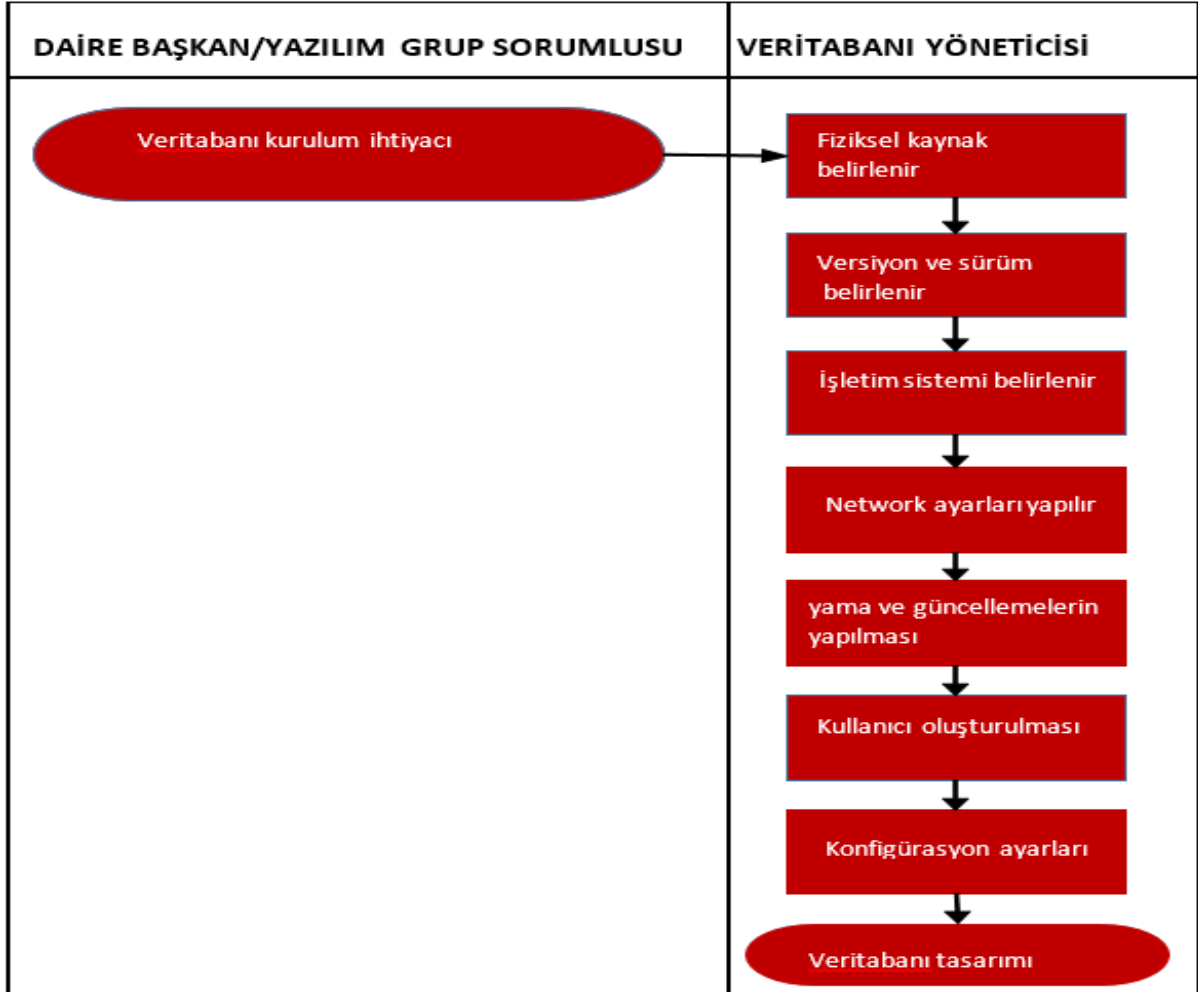 DAİRE BAŞKAN/YAZILIM GRUP SORUMLUSU
VERİTABANI YÖNETİCİSİ
Veritabanı kurulum ihtiyacı
Fiziksel kaynak
belirlenir
Versiyon ve sürüm
belirlenir
İşletim sistemi belirlenir
Network ayarları yapılır
yama ve güncellemelerin
yapılması
Kullanıcı oluşturulması
Konfigürasyon ayarları
Veritabanı tasarımı